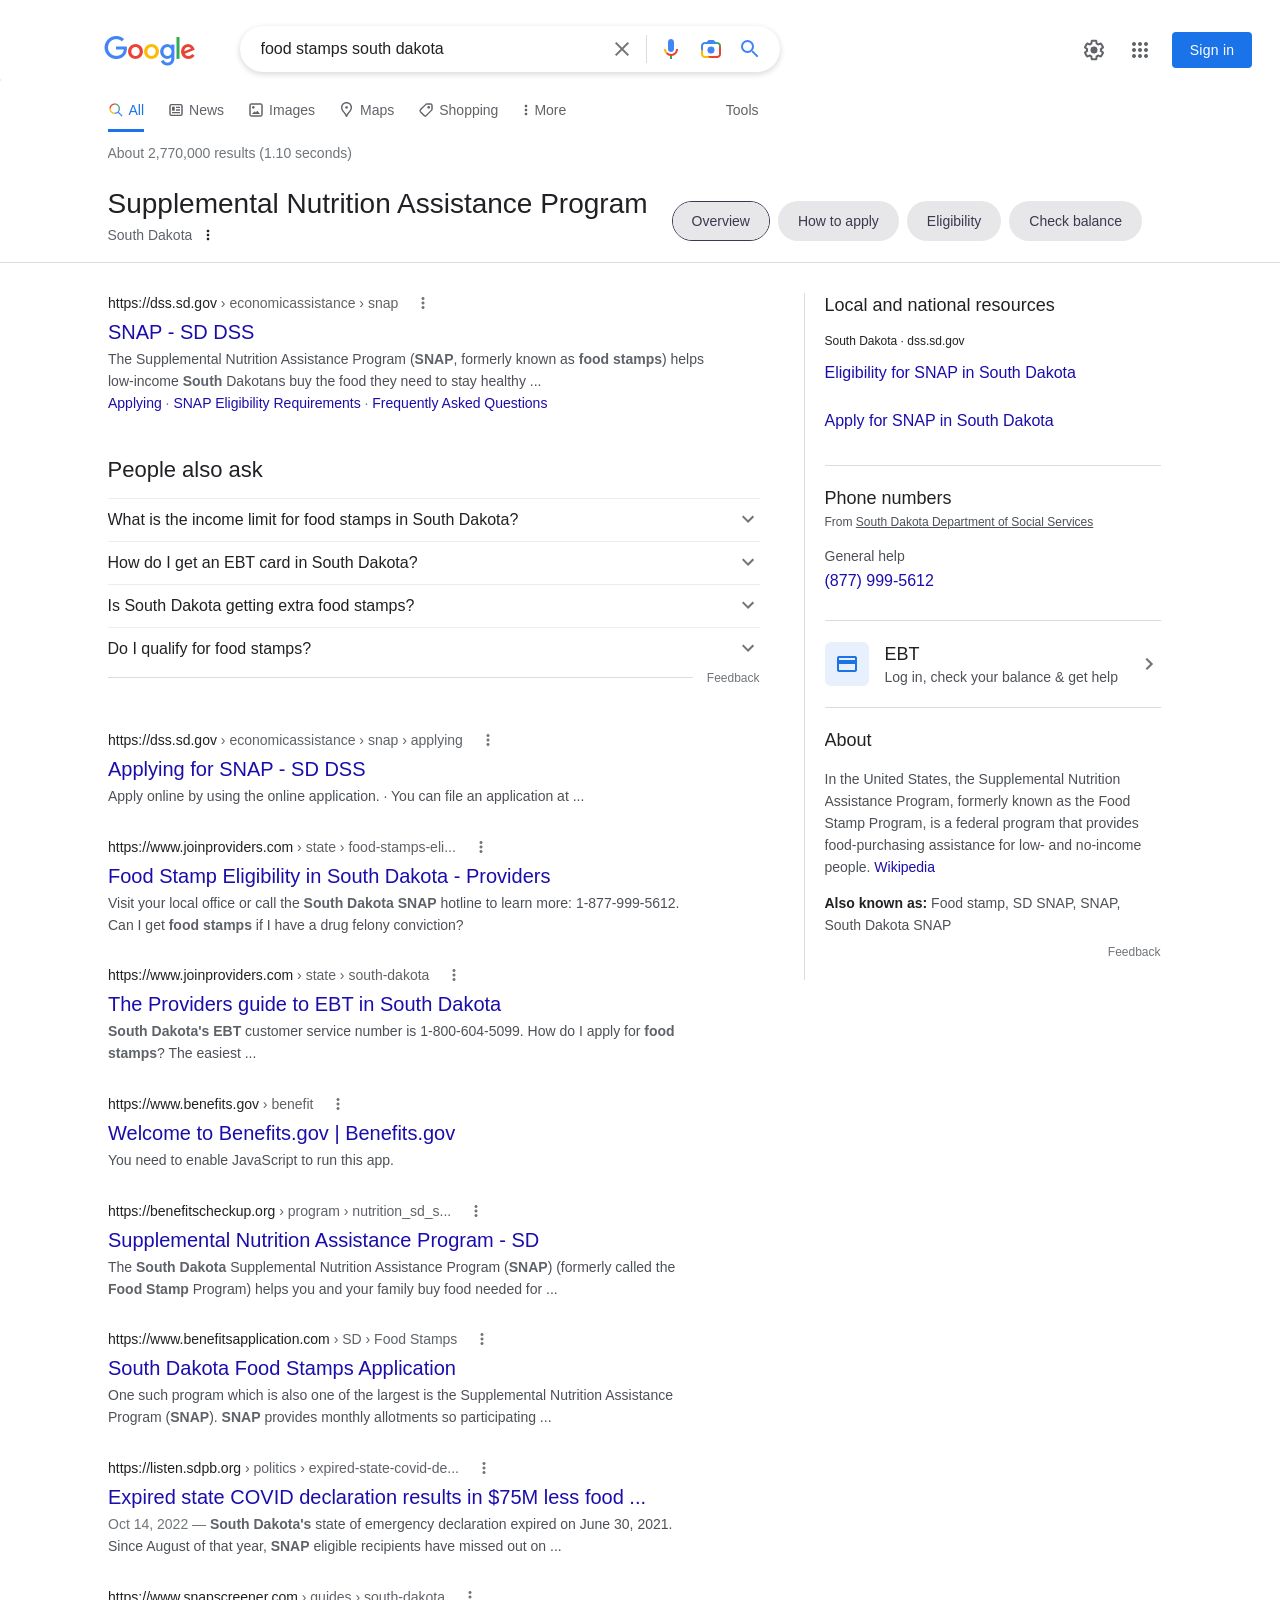 Google
food stamps south dakota
Sign in
All
News
Images
Maps
Shopping
More
Tools
About 2,770,000 results (1.10 seconds)
Supplemental Nutrition Assistance Program
South Dakota
Overview
How to apply
Eligibility
Check balance
https://dss.sd.gov › economicassistance › snap
SNAP - SD DSS
The Supplemental Nutrition Assistance Program (SNAP, formerly known as food stamps) helps
low-income South Dakotans buy the food they need to stay healthy ...
Applying · SNAP Eligibility Requirements · Frequently Asked Questions
People also ask
What is the income limit for food stamps in South Dakota?
How do I get an EBT card in South Dakota?
Is South Dakota getting extra food stamps?
Do I qualify for food stamps?
Feedback
https://dss.sd.gov › economicassistance › snap › applying
Applying for SNAP - SD DSS
Apply online by using the online application. · You can file an application at ...
https://www.joinproviders.com › state › food-stamps-eli...
Food Stamp Eligibility in South Dakota - Providers
Visit your local office or call the South Dakota SNAP hotline to learn more: 1-877-999-5612.
Can I get food stamps if I have a drug felony conviction?
https://www.joinproviders.com › state › south-dakota
The Providers guide to EBT in South Dakota
South Dakota's EBT customer service number is 1-800-604-5099. How do I apply for food
stamps? The easiest ...
https://www.benefits.gov › benefit
Welcome to Benefits.gov | Benefits.gov
You need to enable JavaScript to run this app.
https://benefitscheckup.org › program › nutrition_sd_s...
Supplemental Nutrition Assistance Program - SD
The South Dakota Supplemental Nutrition Assistance Program (SNAP) (formerly called the
Food Stamp Program) helps you and your family buy food needed for ...
https://www.benefitsapplication.com › SD › Food Stamps
South Dakota Food Stamps Application
One such program which is also one of the largest is the Supplemental Nutrition Assistance
Program (SNAP). SNAP provides monthly allotments so participating ...
https://listen.sdpb.org › politics › expired-state-covid-de...
Expired state COVID declaration results in $75M less food ...
Oct 14, 2022 — South Dakota's state of emergency declaration expired on June 30, 2021.
Since August of that year, SNAP eligible recipients have missed out on ...
https://www.snapscreener.com › guides › south-dakota
Local and national resources
South Dakota · dss.sd.gov
Eligibility for SNAP in South Dakota
Apply for SNAP in South Dakota
Phone numbers
From South Dakota Department of Social Services
General help
(877) 999-5612
EBT
Log in, check your balance & get help
About
In the United States, the Supplemental Nutrition
Assistance Program, formerly known as the Food
Stamp Program, is a federal program that provides
food-purchasing assistance for low- and no-income
people. Wikipedia
Also known as: Food stamp, SD SNAP, SNAP,
South Dakota SNAP
Feedback